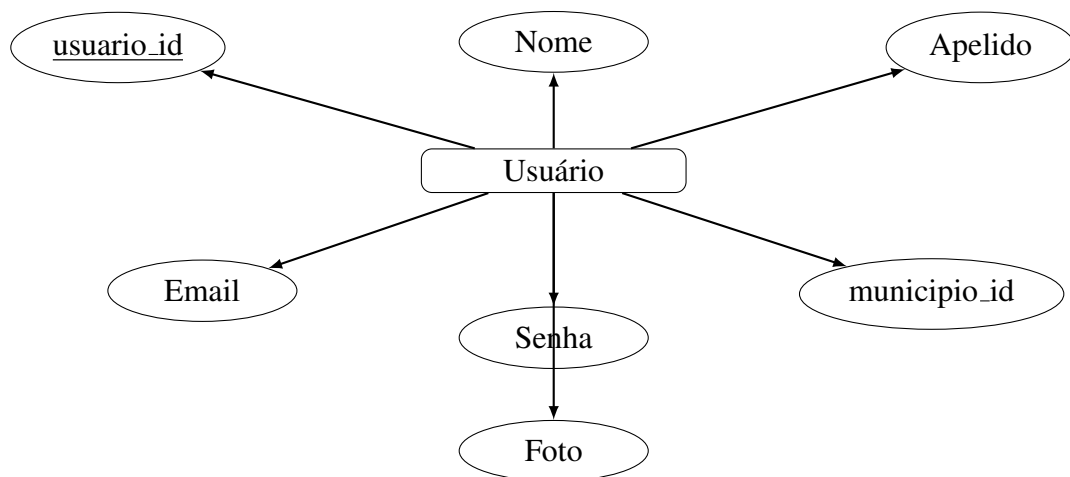 usuario_id
Nome
Apelido
Usuário
Email
municipio_id
Senha
Foto